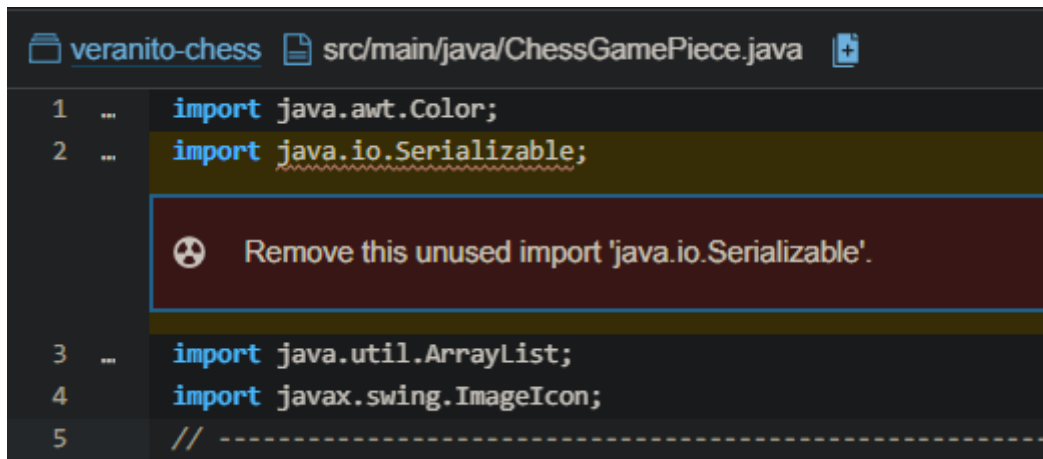 veranito-chess src/main/java/ChessGamePiece.java
1 … import java.awt.Color;
2 … import java.io.Serializable;
Remove this unused import 'java.io.Serializable'.
3 … import java.util.ArrayList;
4 import javax.swing.ImageIcon;
5 // --------------------------------------------------------